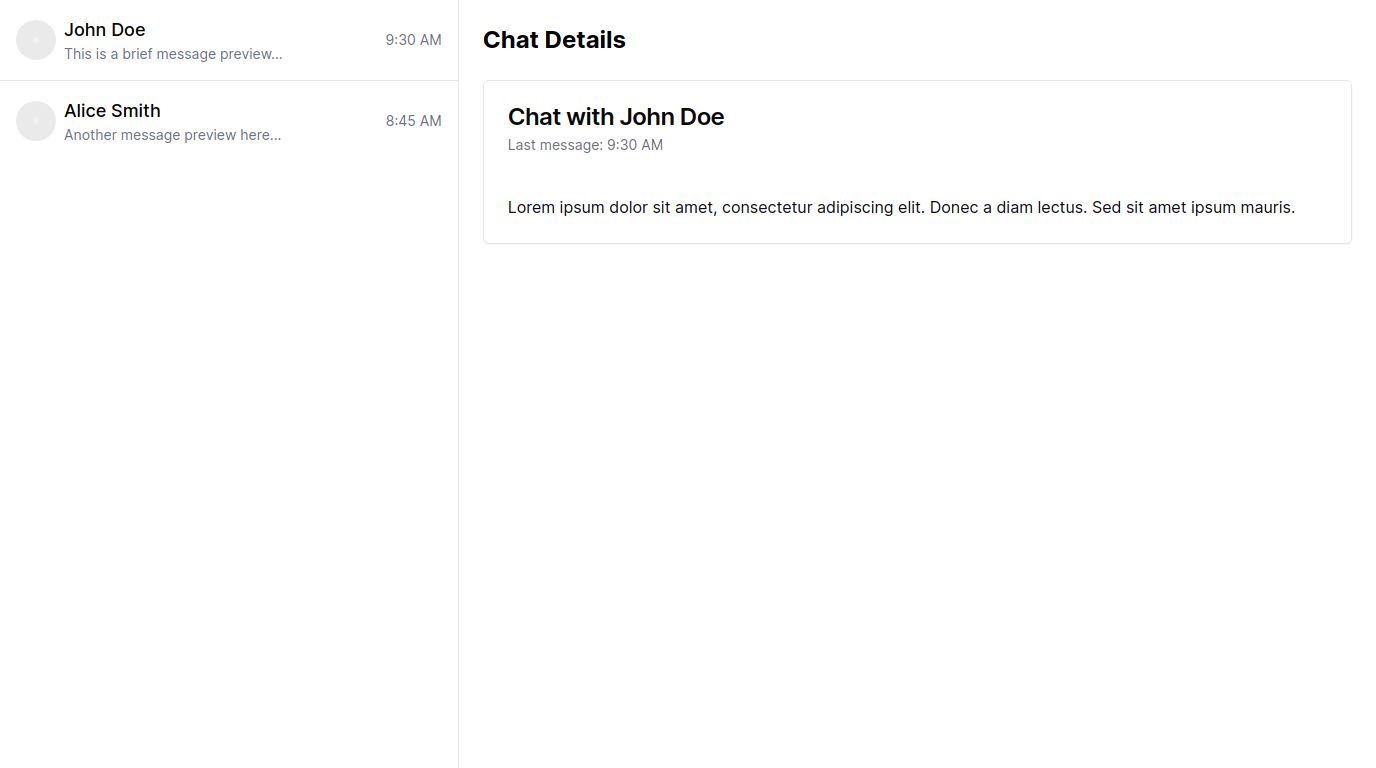 John Doe
This is a brief message preview...
9:30 AM
Alice Smith
Another message preview here...
8:45 AM
Chat Details
Chat with John Doe
Last message: 9:30 AM
Lorem ipsum dolor sit amet, consectetur adipiscing elit. Donec a diam lectus. Sed sit amet ipsum mauris.